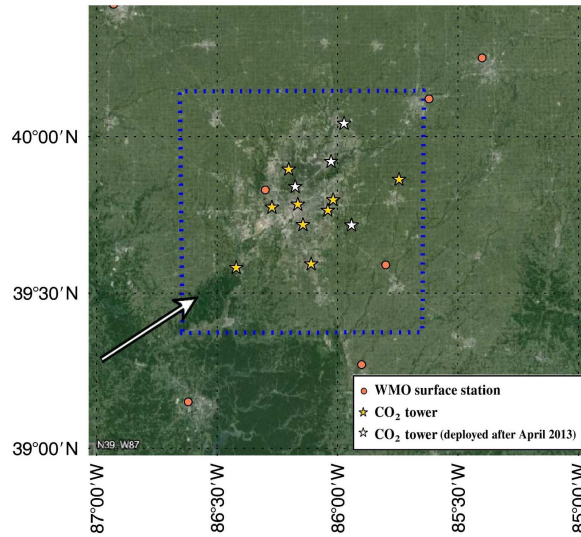 40°00′N
39°30′N
39°00′N
N39 W87
WMO surface station
CO₂ tower
CO₂ tower (deployed after April 2013)
87°00′W
86°30′W
86°00′W
85°30′W
85°00′W